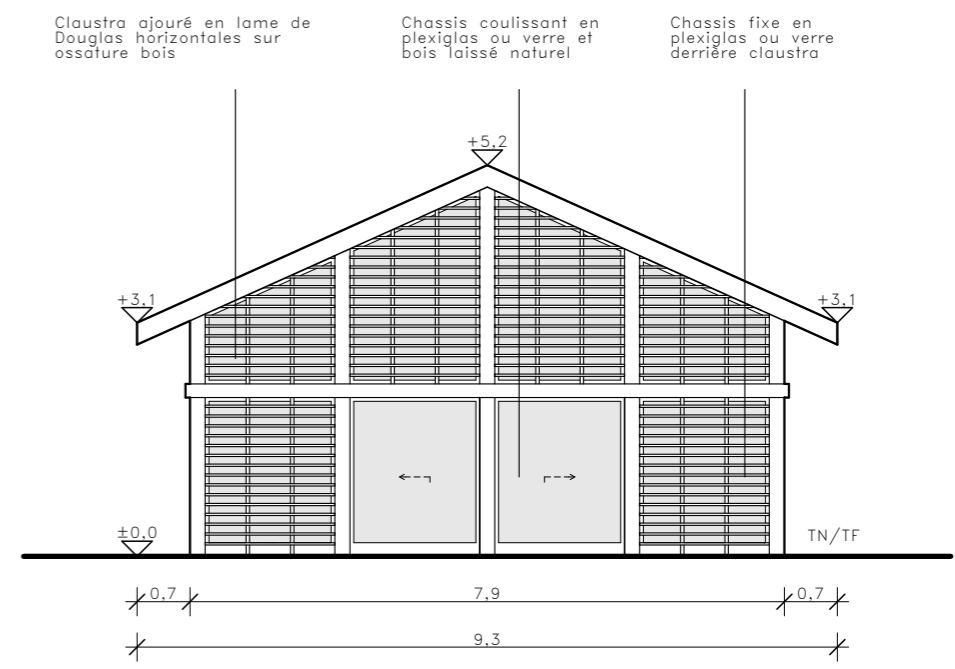 Claustra ajouré en lame de
Douglas horizontales sur
ossature bois
Chassis coulissant en
plexiglas ou verre et
bois laissé naturel
Chassis fixe en
plexiglas ou verre
derrière claustra
+5,2
+3,1
+3,1
±0,0
TN/TF
0,7
7,9
0,7
9,3